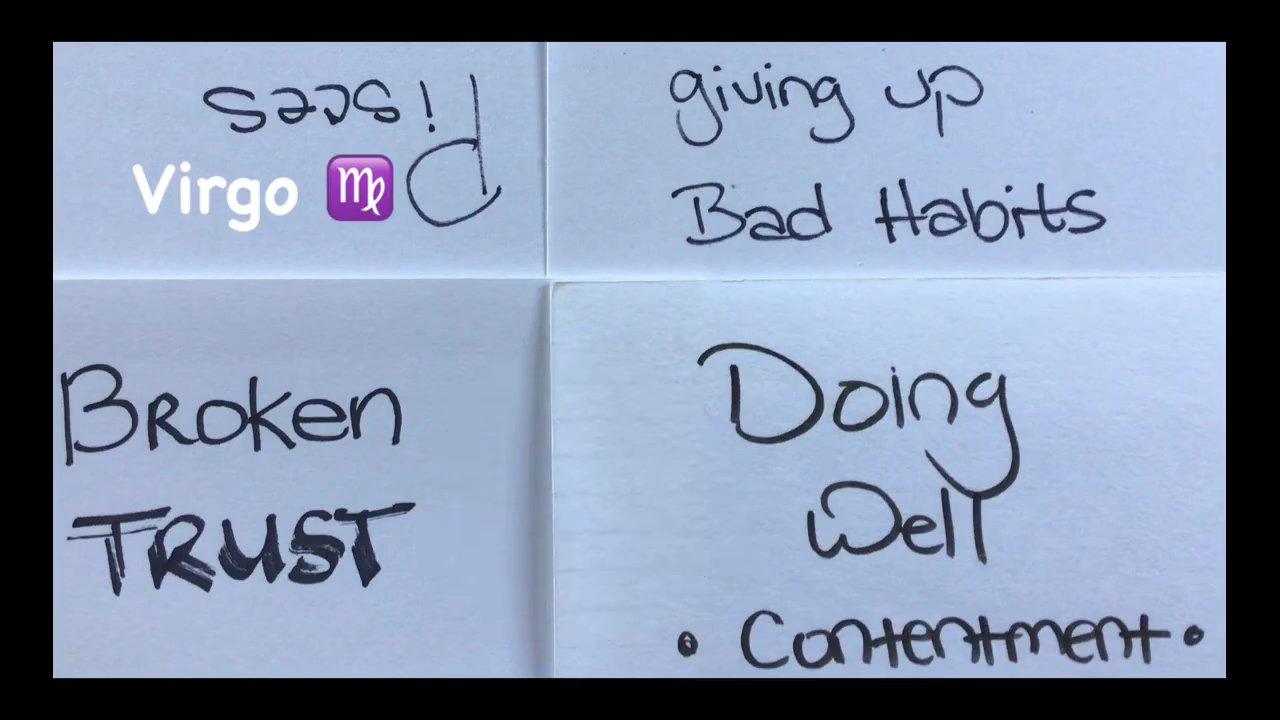 Pisces
Virgo ♍
giving up
Bad Habits
Broken
TRUST
Doing
Well
• Contentment •